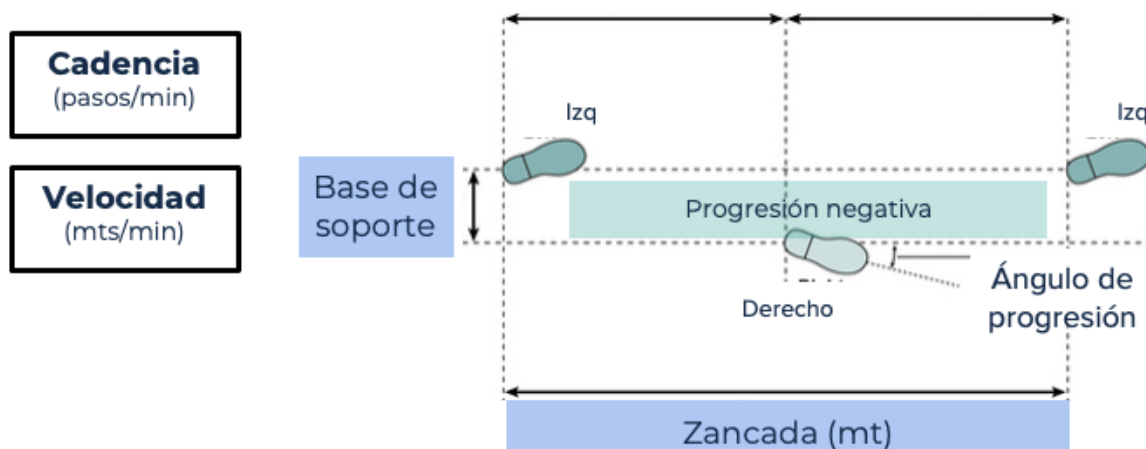 Cadencia
(pasos/min)
Velocidad
(mts/min)
Izq
Izq
Base de
soporte
Progresión negativa
Derecho
Ángulo de
progresión
Zancada (mt)